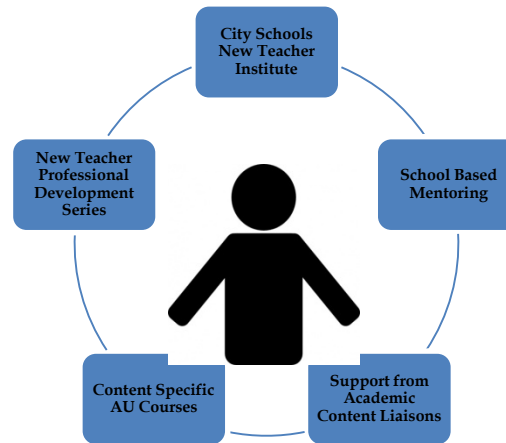 City Schools
New Teacher
Institute
New Teacher
Professional
Development
Series
School Based
Mentoring
Content Specific
AU Courses
Support from
Academic
Content Liaisons